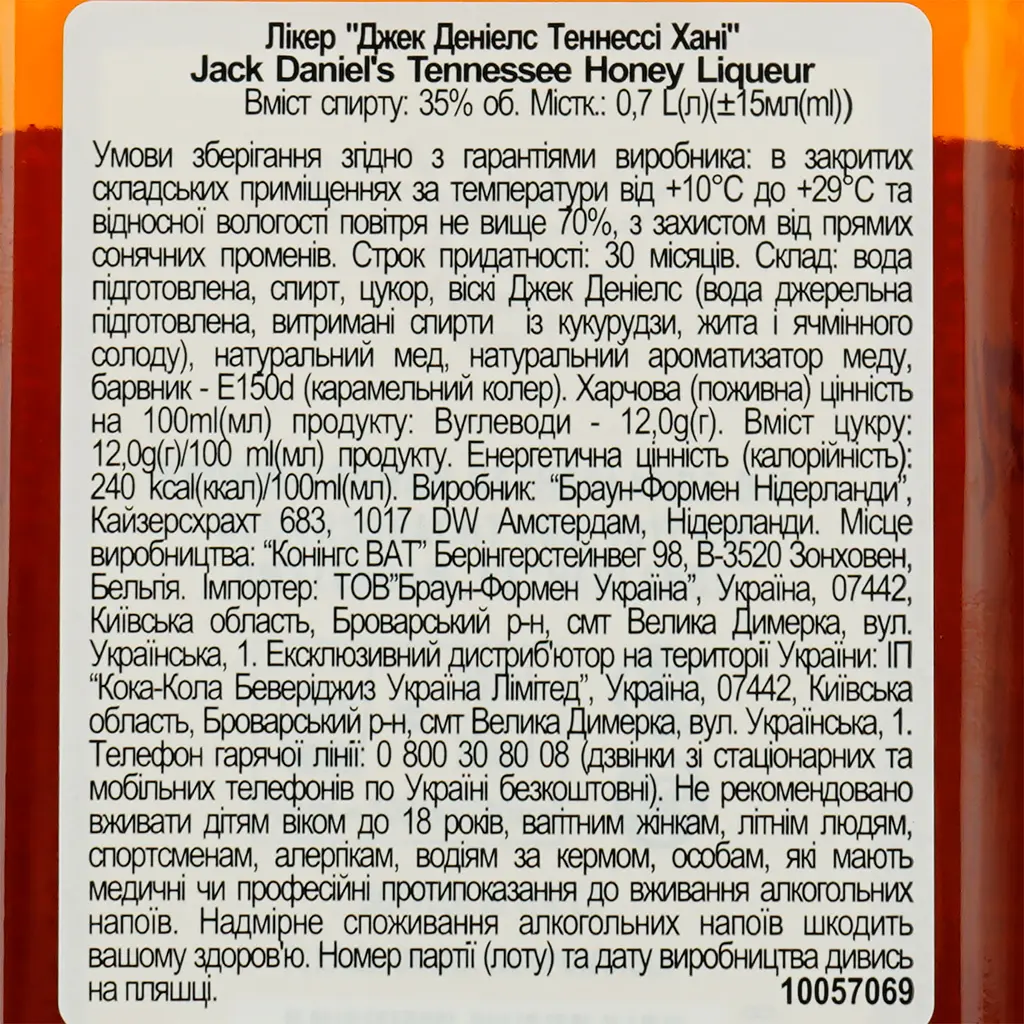 Лікер "Джек Деніелс Теннессі Хані"
Jack Daniel's Tennessee Honey Liqueur
Вміст спирту: 35% об. Містк.: 0,7 L(л)(±15мл(ml))
Умови зберігання згідно з гарантіями виробника: в закритих
складських приміщеннях за температури від +10°C до +29°C та
відносної вологості повітря не вище 70%, з захистом від прямих
сонячних променів. Строк придатності: 30 місяців. Склад: вода
підготовлена, спирт, цукор, віскі Джек Деніелс (вода джерельна
підготовлена, витримані спирти із кукурудзи, жита і ячмінного
солоду), натуральний мед, натуральний ароматизатор меду,
барвник - E150d (карамельний колер). Харчова (поживна) цінність
на 100ml(мл) продукту: Вуглеводи - 12,0g(г). Вміст цукру:
12,0g(г)/100 ml(мл) продукту. Енергетична цінність (калорійність):
240 kcal(ккал)/100ml(мл). Виробник: “Браун-Формен Нідерланди”,
Кайзерсхрахт 683, 1017 DW Амстердам, Нідерланди. Місце
виробництва: “Конінгс ВАТ” Берінгерстейнвег 98, B-3520 Зонховен,
Бельгія. Імпортер: ТОВ”Браун-Формен Україна”, Україна, 07442,
Київська область, Броварський р-н, смт Велика Димерка, вул.
Українська, 1. Ексклюзивний дистриб'ютор на території України: ІП
“Кока-Кола Беверіджиз Україна Лімітед”, Україна, 07442, Київська
область, Броварський р-н, смт Велика Димерка, вул. Українська, 1.
Телефон гарячої лінії: 0 800 30 80 08 (дзвінки зі стаціонарних та
мобільних телефонів по Україні безкоштовні). Не рекомендовано
вживати дітям віком до 18 років, вагітним жінкам, літнім людям,
спортсменам, алергікам, водіям за кермом, особам, які мають
медичні чи професійні протипоказання до вживання алкогольних
напоїв. Надмірне споживання алкогольних напоїв шкодить
вашому здоров'ю. Номер партії (лоту) та дату виробництва дивись
на пляшці.
10057069